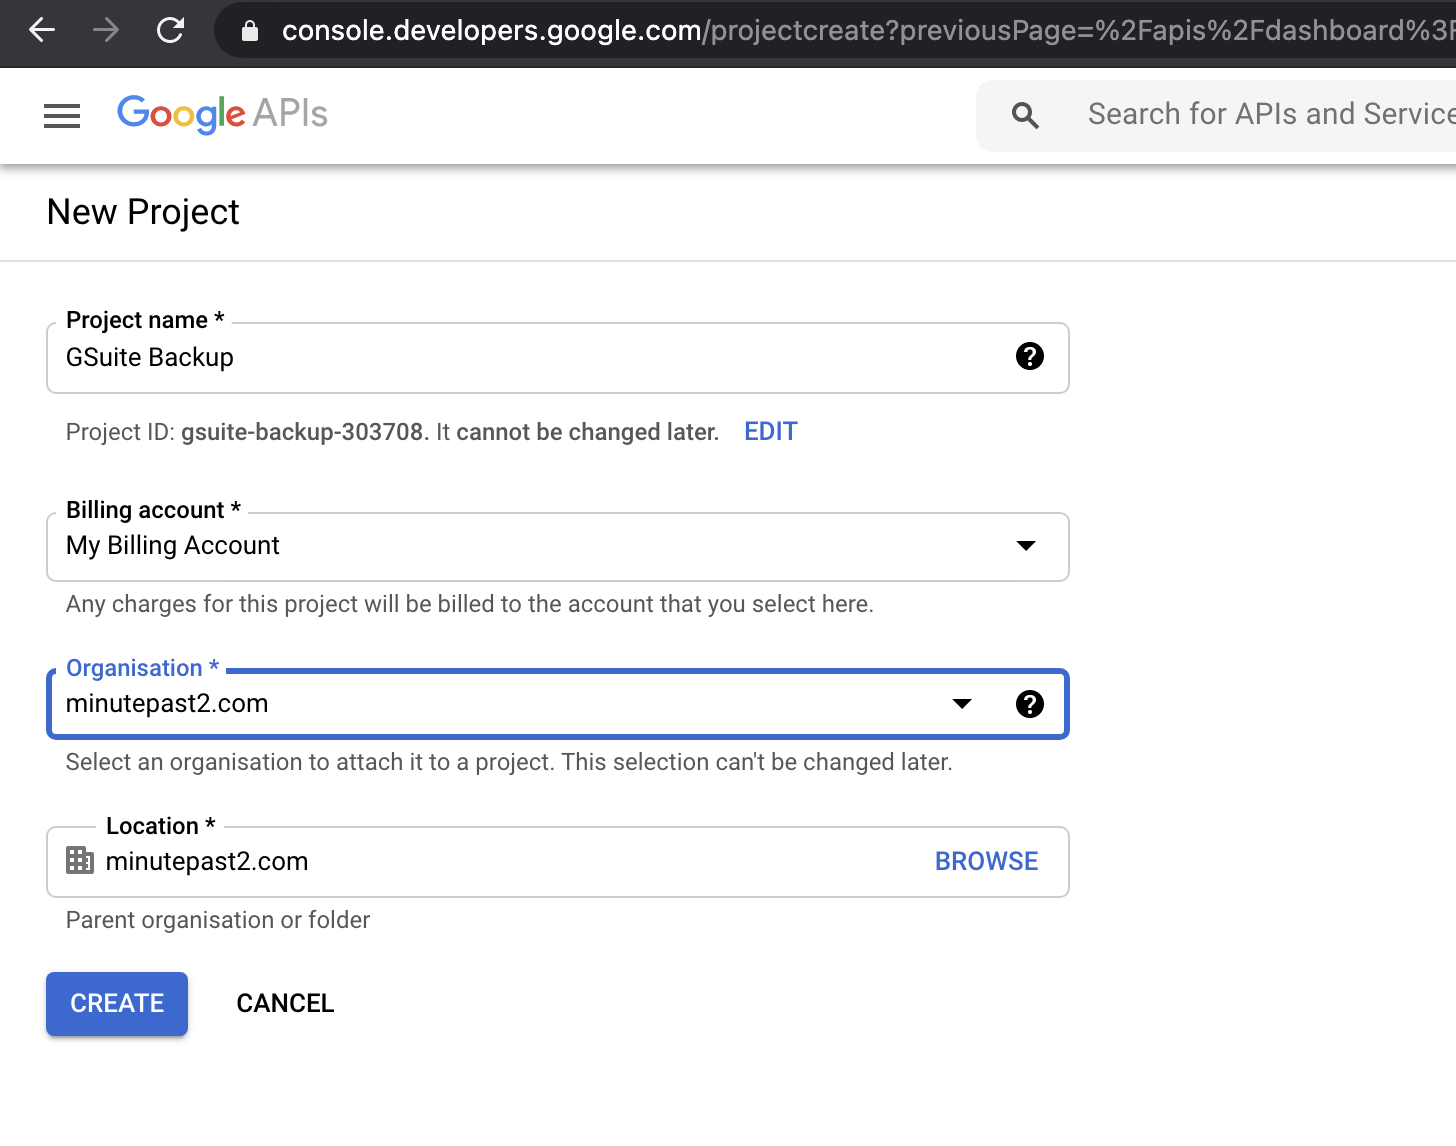 console.developers.google.com/projectcreate?previousPage=%2Fapis%2Fdashboard%3F
Google APIs
Search for APIs and Service
New Project
Project name *
GSuite Backup
Project ID: gsuite-backup-303708. It cannot be changed later. EDIT
Billing account *
My Billing Account
Any charges for this project will be billed to the account that you select here.
Organisation *
minutepast2.com
Select an organisation to attach it to a project. This selection can't be changed later.
Location *
minutepast2.com BROWSE
Parent organisation or folder
CREATE CANCEL